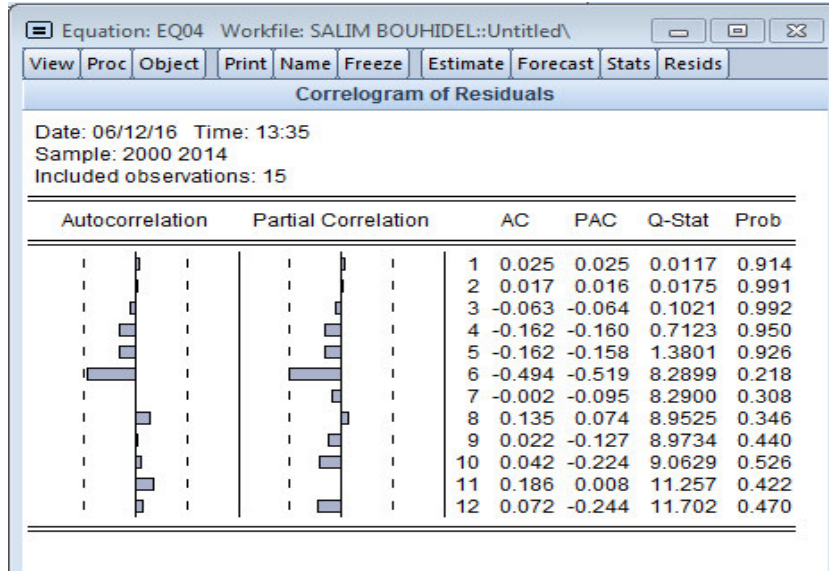 Equation: EQ04 Workfile: SALIM BOUHIDEL::Untitled\
View Proc Object Print Name Freeze Estimate Forecast Stats Resids
Correlogram of Residuals
Date: 06/12/16 Time: 13:35
Sample: 2000 2014
Included observations: 15
Autocorrelation Partial Correlation AC PAC Q-Stat Prob
1 0.025 0.025 0.0117 0.914
2 0.017 0.016 0.0175 0.991
3 -0.063 -0.064 0.1021 0.992
4 -0.162 -0.160 0.7123 0.950
5 -0.162 -0.158 1.3801 0.926
6 -0.494 -0.519 8.2899 0.218
7 -0.002 -0.095 8.2900 0.308
8 0.135 0.074 8.9525 0.346
9 0.022 -0.127 8.9734 0.440
10 0.042 -0.224 9.0629 0.526
11 0.186 0.008 11.257 0.422
12 0.072 -0.244 11.702 0.470